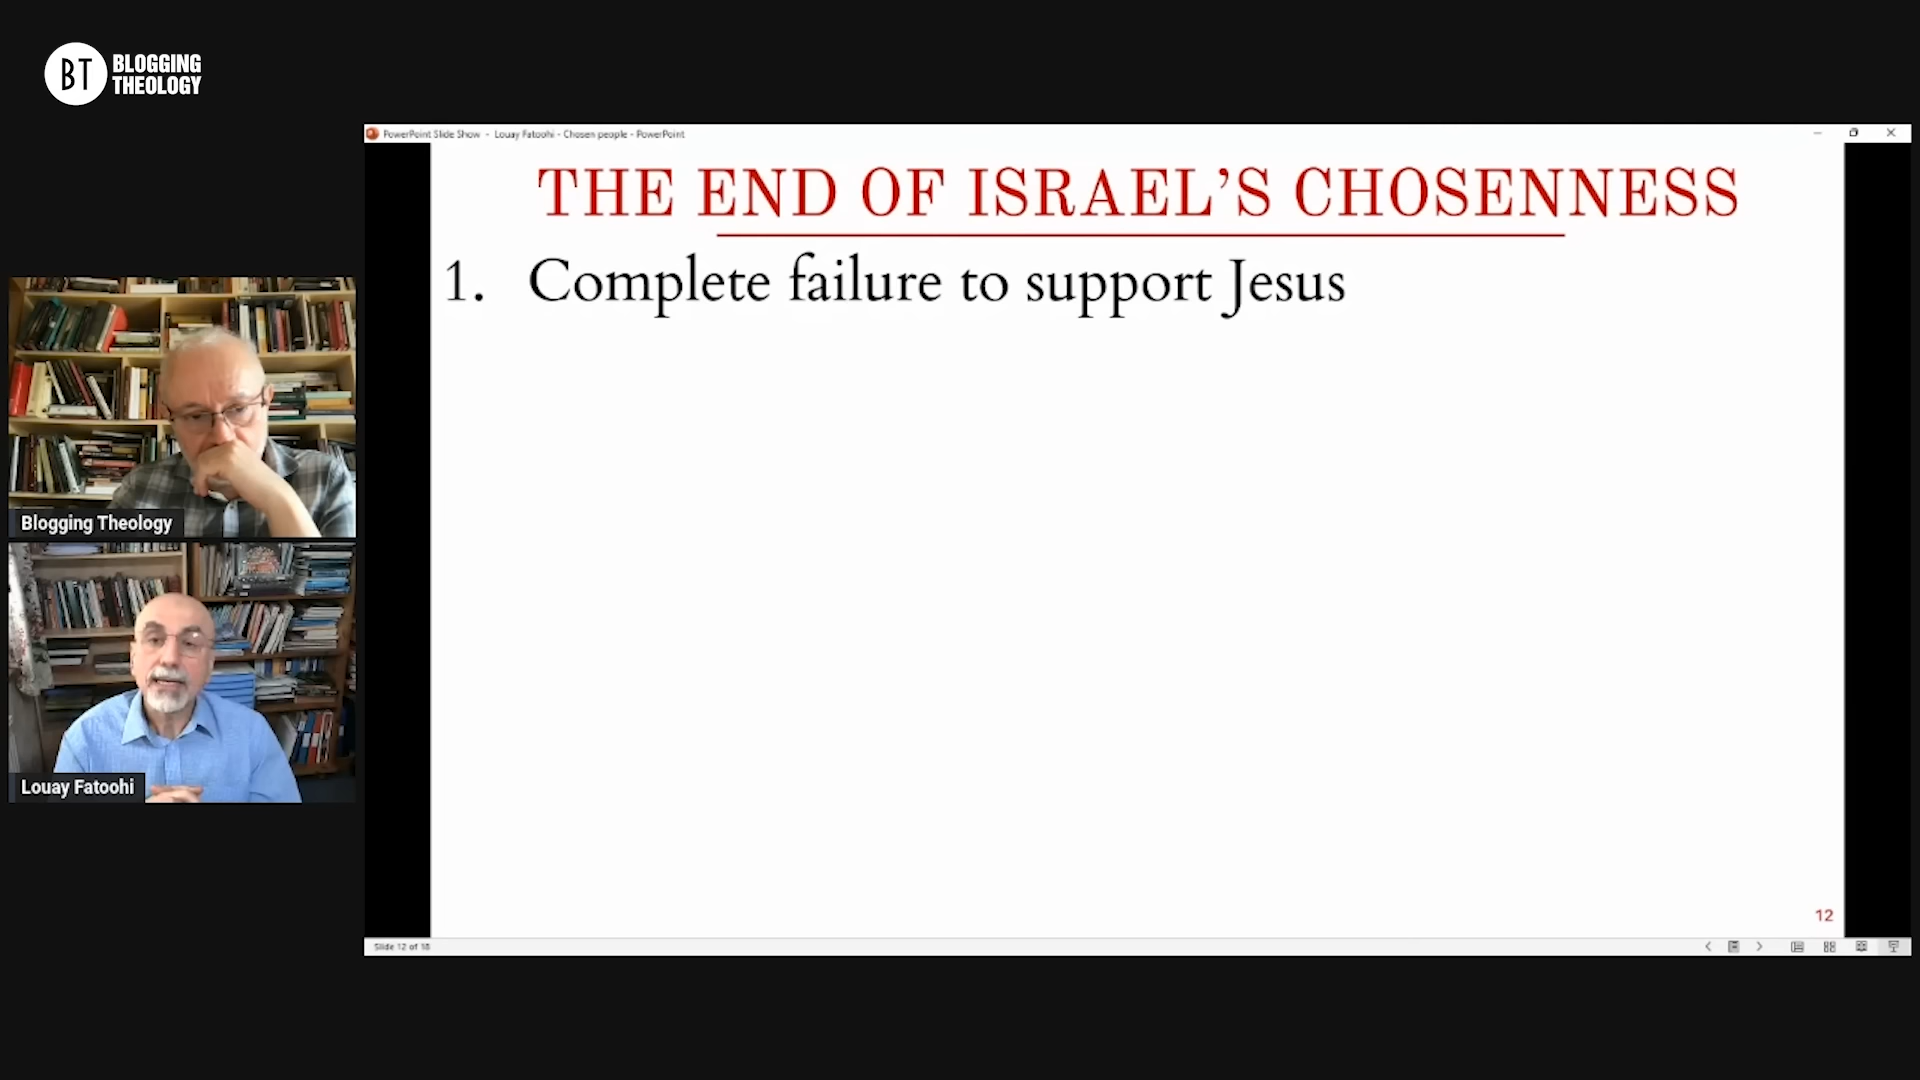 BT BLOGGING
THEOLOGY
PowerPoint Slide Show - Louay Fatoohi - Chosen people - PowerPoint
THE END OF ISRAEL’S CHOSENNESS
1. Complete failure to support Jesus
Blogging Theology
Louay Fatoohi
12
Slide 12 of 18